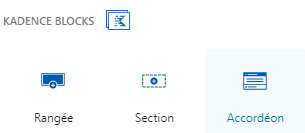 KADENCE BLOCKS
Rangée
Section
Accordéon